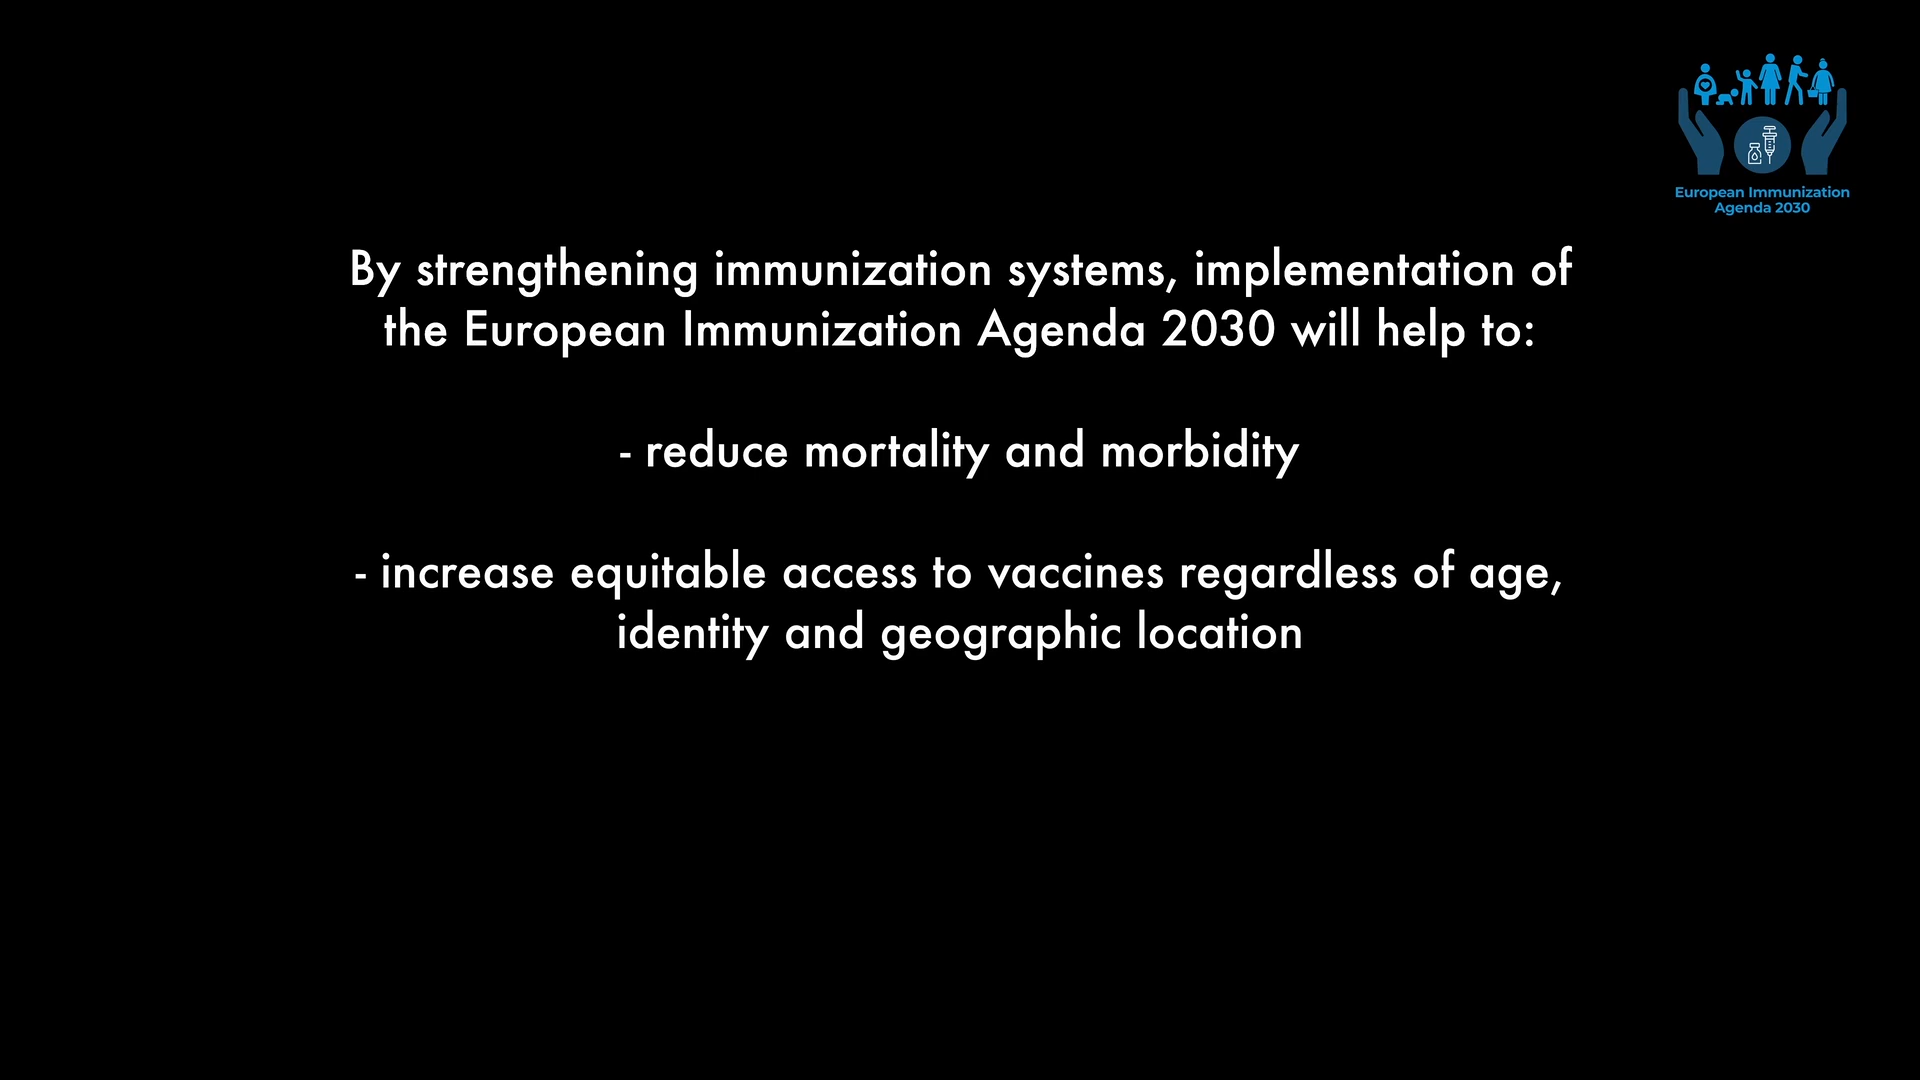 European Immunization
Agenda 2030
By strengthening immunization systems, implementation of
the European Immunization Agenda 2030 will help to:
- reduce mortality and morbidity
- increase equitable access to vaccines regardless of age,
identity and geographic location